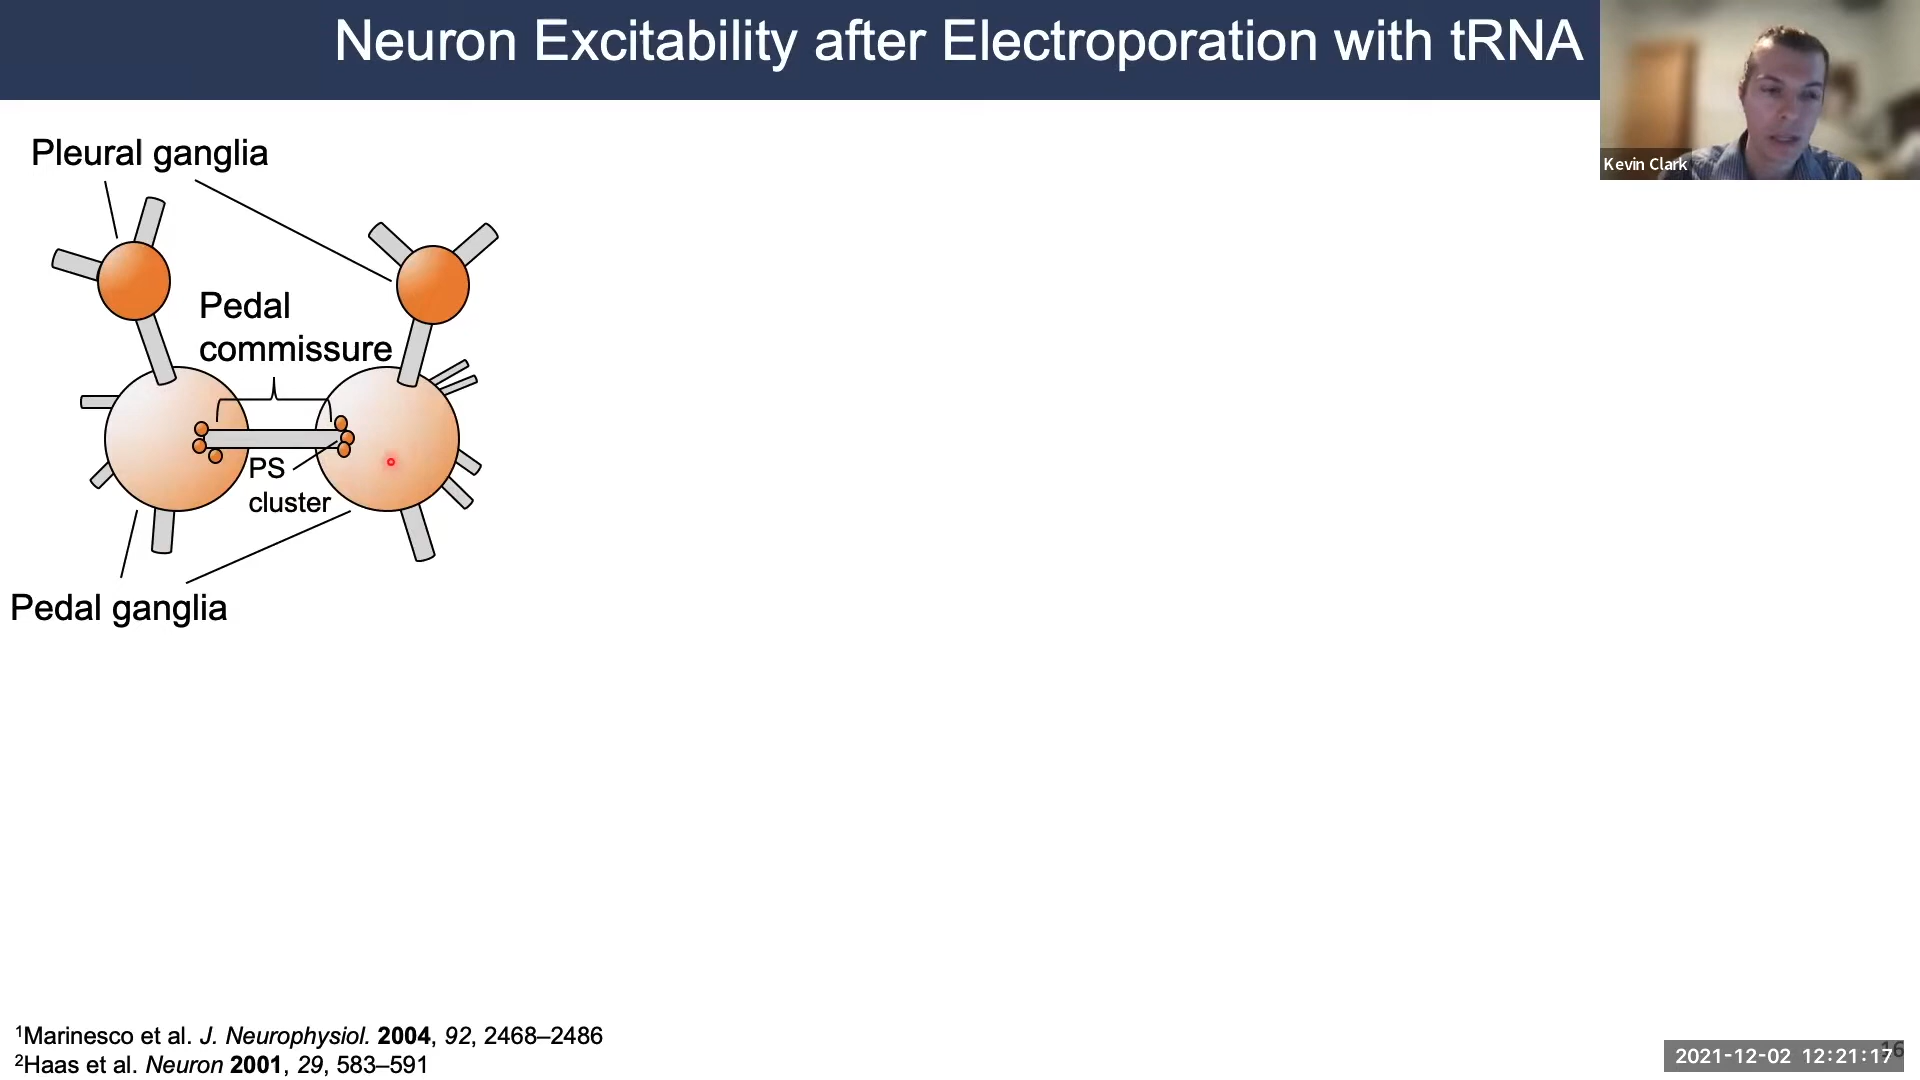 Neuron Excitability after Electroporation with tRNA
Kevin Clark
Pleural ganglia
Pedal
commissure
PS
cluster
Pedal ganglia
¹Marinesco et al. J. Neurophysiol. 2004, 92, 2468–2486
²Haas et al. Neuron 2001, 29, 583–591
16
2021-12-02 12:21:17